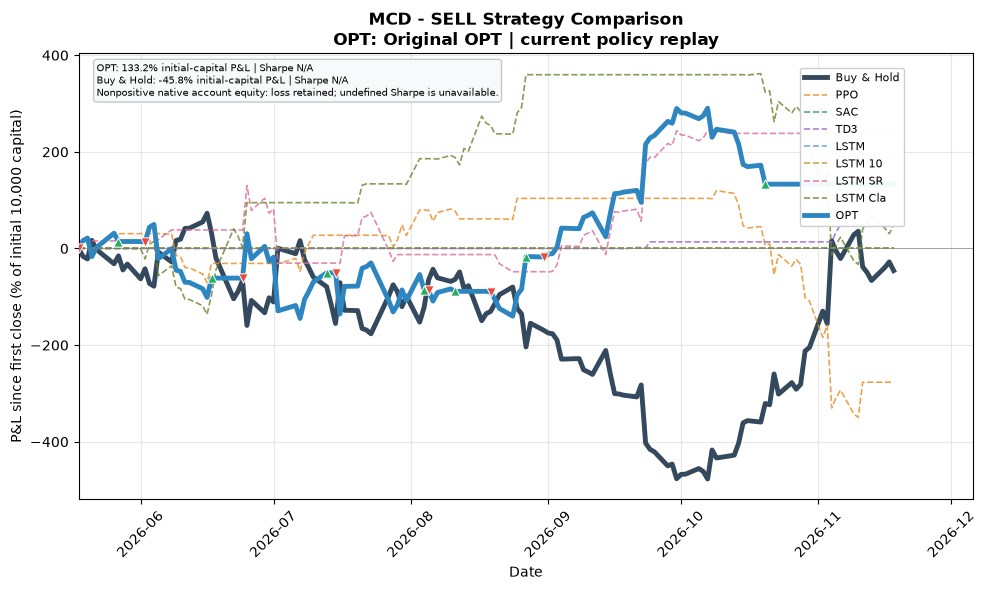 MCD - SELL Strategy Comparison
OPT: Original OPT | current policy replay
OPT: 133.2% initial-capital P&L | Sharpe N/A
Buy & Hold: -45.8% initial-capital P&L | Sharpe N/A
Nonpositive native account equity: loss retained; undefined Sharpe is unavailable.
Buy & Hold
PPO
SAC
TD3
LSTM
LSTM 10
LSTM SR
LSTM Cla
OPT
P&L since first close (% of initial 10,000 capital)
400
200
0
−200
−400
2026-06
2026-07
2026-08
2026-09
2026-10
2026-11
2026-12
Date